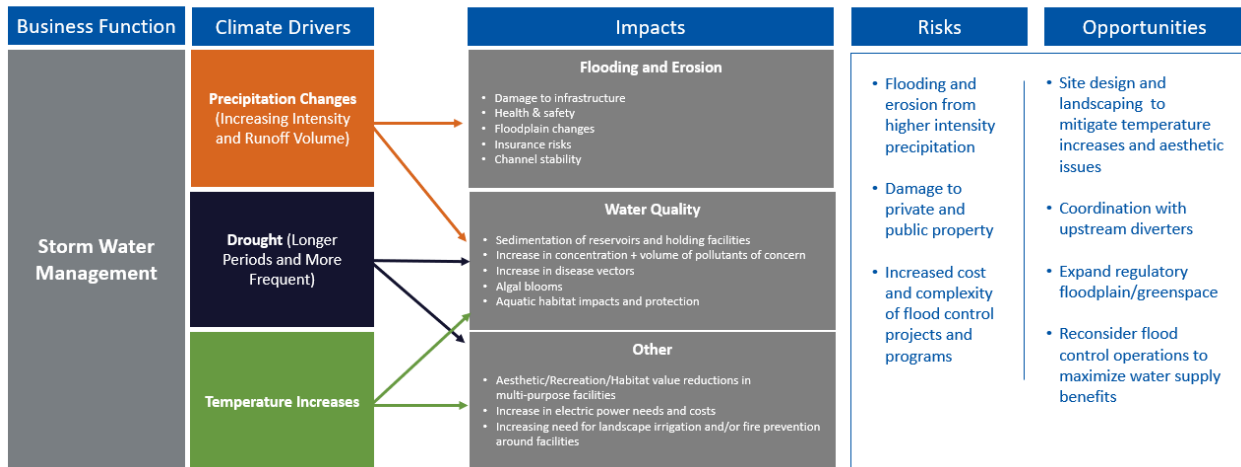 Business Function
Climate Drivers
Impacts
Risks
Opportunities
Storm Water
Management
Precipitation Changes
(Increasing Intensity
and Runoff Volume)
Drought (Longer
Periods and More
Frequent)
Temperature Increases
Flooding and Erosion
• Damage to infrastructure
• Health & safety
• Floodplain changes
• Insurance risks
• Channel stability
Water Quality
• Sedimentation of reservoirs and holding facilities
• Increase in concentration + volume of pollutants of concern
• Increase in disease vectors
• Algal blooms
• Aquatic habitat impacts and protection
Other
• Aesthetic/Recreation/Habitat value reductions in
multi-purpose facilities
• Increase in electric power needs and costs
• Increasing need for landscape irrigation and/or fire prevention
around facilities
• Flooding and
erosion from
higher intensity
precipitation
• Damage to
private and
public property
• Increased cost
and complexity
of flood control
projects and
programs
• Site design and
landscaping to
mitigate temperature
increases and aesthetic
issues
• Coordination with
upstream diverters
• Expand regulatory
floodplain/greenspace
• Reconsider flood
control operations to
maximize water supply
benefits